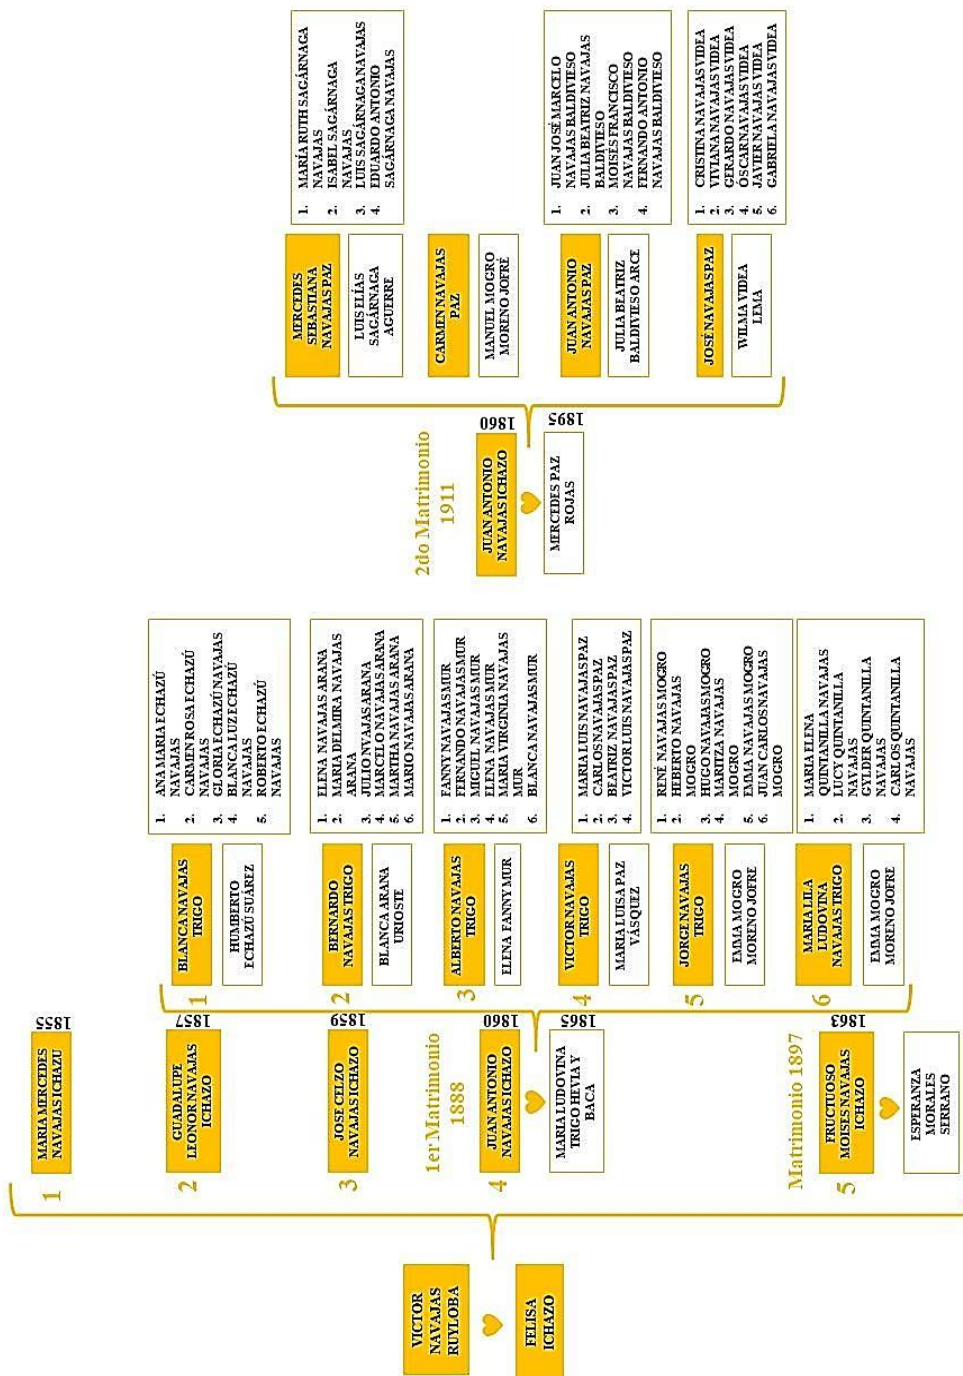 VICTOR
NAVAJAS
RUYLOBA
FELISA
ICHAZO
1
MARIA MERCEDES
NAVAJAS ICHAZU
1855
2
GUADALUPE
LEONOR NAVAJAS
ICHAZO
1857
3
JOSE CELZO
NAVAJAS ICHAZO
1859
1er Matrimonio
1888
4
JUAN ANTONIO
NAVAJAS ICHAZO
1860
MARIA LUDOVINA
TRIGO HEVIA Y
BACA
1865
Matrimonio 1897
5
FRUCTUOSO
MOISES NAVAJAS
ICHAZO
1863
ESPERANZA
MORALES
SERRANO
1
BLANCA NAVAJAS
TRIGO
HUMBERTO
ECHAZÚ SUÁREZ
1. ANA MARIA ECHAZÚ
NAVAJAS
2. CARMEN ROSA ECHAZÚ
NAVAJAS
3. GLORIA ECHAZÚ NAVAJAS
4. BLANCA LUZ ECHAZÚ
NAVAJAS
5. ROBERTO ECHAZÚ
NAVAJAS
2
BERNARDO
NAVAJAS TRIGO
BLANCA ARANA
URIOSTE
1. ELENA NAVAJAS ARANA
2. MARIA DELMIRA NAVAJAS
ARANA
3. JULIO NVAJAS ARANA
4. MARCELO NAVAJAS ARANA
5. MARTHA NAVAJAS ARANA
6. MARIO NAVAJAS ARANA
3
ALBERTO NAVAJAS
TRIGO
ELENA FANNY MUR
1. FANNY NAVAJAS MUR
2. FERNANDO NAVAJAS MUR
3. MIGUEL NAVAJAS MUR
4. ELENA NAVAJAS MUR
5. MARIA VIRGINIA NAVAJAS
MUR
6. BLANCA NAVAJAS MUR
4
VICTOR NAVAJAS
TRIGO
MARIA LUISA PAZ
VÁSQUEZ
1. MARIA LUIS NAVAJAS PAZ
2. CARLOS NAVAJAS PAZ
3. BEATRIZ NAVAJAS PAZ
4. VICTOR LUIS NAVAJAS PAZ
5
JORGE NAVAJAS
TRIGO
EMMA MOGRO
MORENO JOFRE
1. RENÉ NAVAJAS MOGRO
2. HEBERTO NAVAJAS
MOGRO
3. HUGO NAVAJAS MOGRO
4. MARITZA NAVAJAS
MOGRO
5. EMMA NAVAJAS MOGRO
6. JUAN CARLOS NAVAJAS
MOGRO
6
MARIA LILA
LUDOVINA
NAVAJAS TRIGO
EMMA MOGRO
MORENO JOFRE
1. MARIA ELENA
QUINTANILLA NAVAJAS
2. LUCY QUINTANILLA
NAVAJAS
3. GYLDER QUINTANILLA
NAVAJAS
4. CARLOS QUINTANILLA
NAVAJAS
2do Matrimonio
1911
JUAN ANTONIO
NAVAJAS ICHAZO
1860
MERCEDES PAZ
ROJAS
1895
MERCEDES
SEBASTIANA
NAVAJAS PAZ
LUIS ELÍAS
SAGÁRNAGA
AGUERRE
1. MARÍA RUTH SAGÁRNAGA
NAVAJAS
2. ISABEL SAGÁRNAGA
NAVAJAS
3. LUIS SAGÁRNAGA NAVAJAS
4. EDUARDO ANTONIO
SAGÁRNAGA NAVAJAS
CARMEN NAVAJAS
PAZ
MANUEL MOGRO
MORENO JOFRÉ
JUAN ANTONIO
NAVAJAS PAZ
JULIA BEATRIZ
BALDIVIESO ARCE
1. JUAN JOSÉ MARCELO
NAVAJAS BALDIVIESO
2. JULIA BEATRIZ NAVAJAS
BALDIVIESO
3. MOISÉS FRANCISCO
NAVAJAS BALDIVIESO
4. FERNANDO ANTONIO
NAVAJAS BALDIVIESO
JOSÉ NAVAJAS PAZ
WILMA VIDEA
LEMA
1. CRISTINA NAVAJAS VIDEA
2. VIVIANA NAVAJAS VIDEA
3. GERARDO NAVAJAS VIDEA
4. ÓSCAR NAVAJAS VIDEA
5. JAVIER NAVAJAS VIDEA
6. GABRIELA NAVAJAS VIDEA